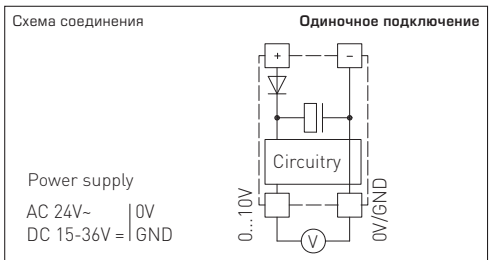 Схема соединения
Одиночное подключение
+ −
Circuitry
Power supply
AC 24V~ | 0V
DC 15-36V = | GND
0...10V
0V/GND
V